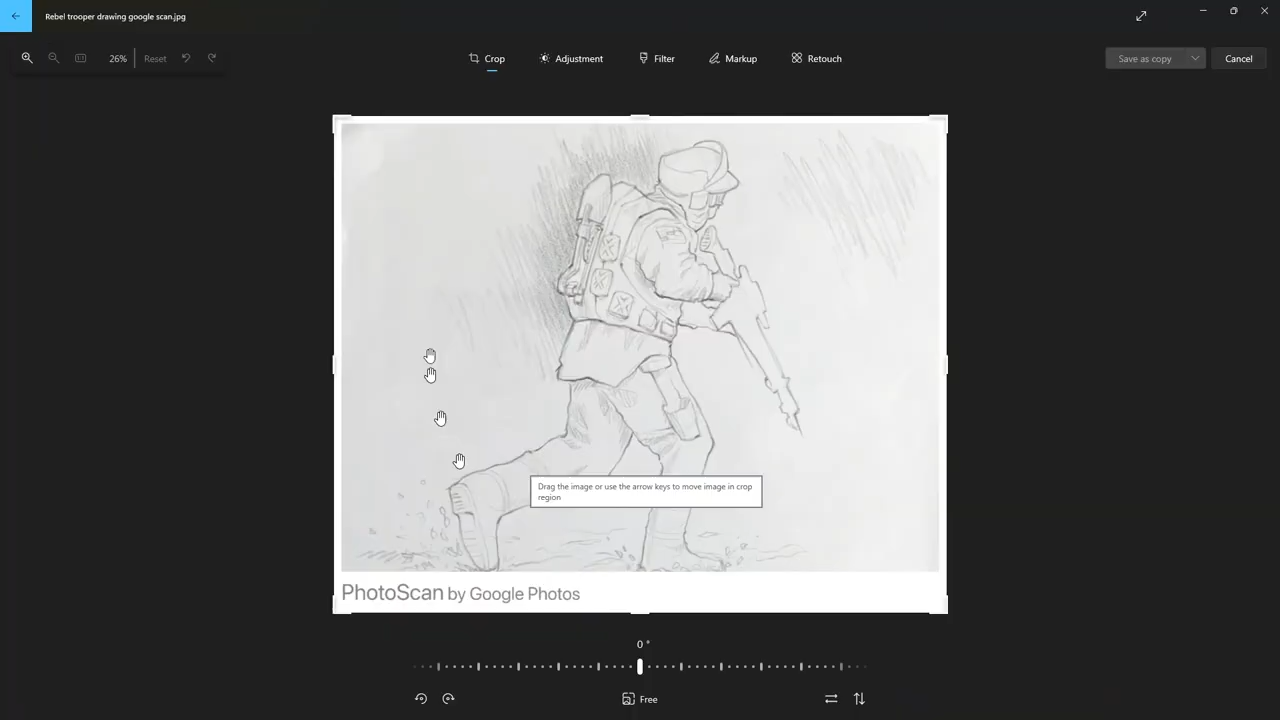 Rebel trooper drawing google scan.jpg
26%
Reset
Crop
Adjustment
Filter
Markup
Retouch
Save as copy
Cancel
Drag the image or use the arrow keys to move image in crop
region
PhotoScan by Google Photos
0 °
Free